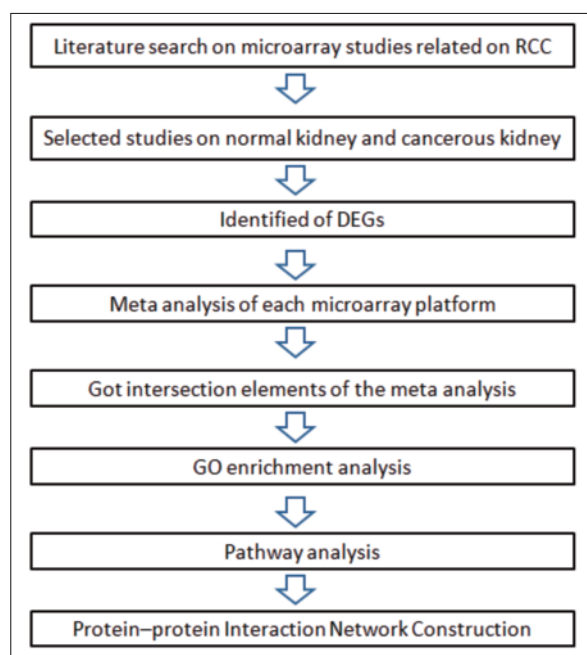 Literature search on microarray studies related on RCC
Selected studies on normal kidney and cancerous kidney
Identified of DEGs
Meta analysis of each microarray platform
Got intersection elements of the meta analysis
GO enrichment analysis
Pathway analysis
Protein–protein Interaction Network Construction